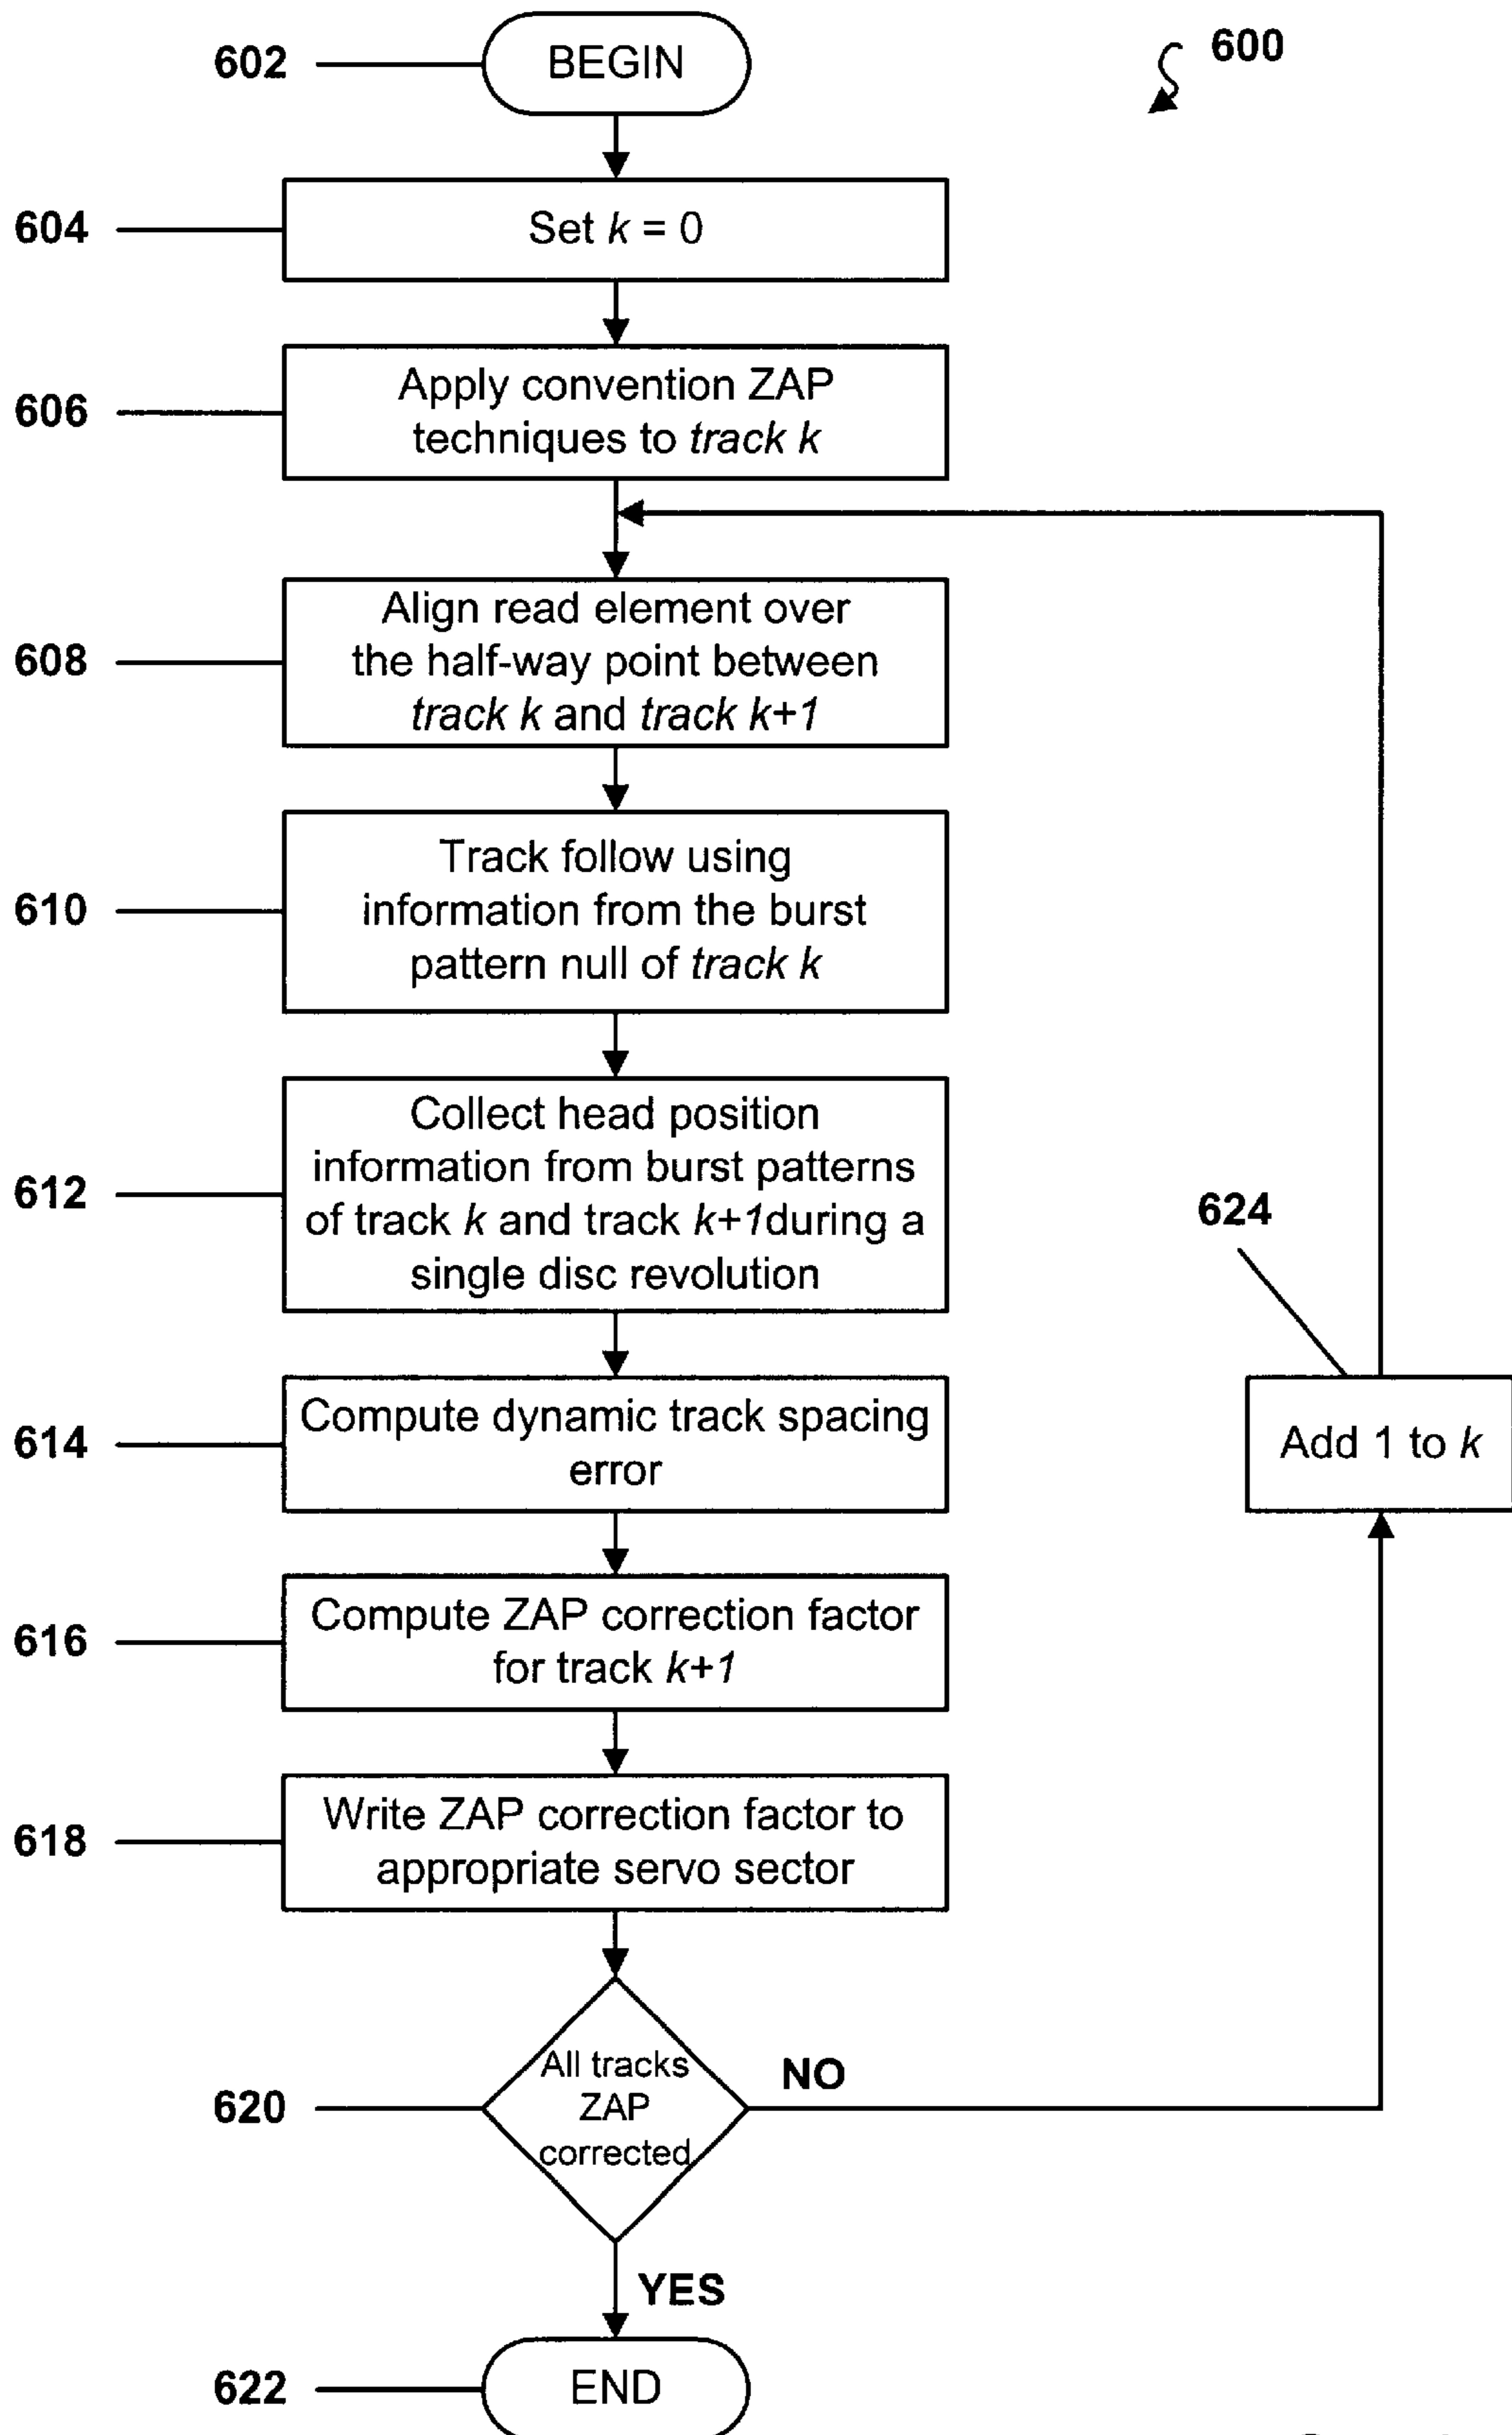 602
BEGIN
600
604
Set k = 0
606
Apply convention ZAP
techniques to track k
608
Align read element over
the half-way point between
track k and track k+1
610
Track follow using
information from the burst
pattern null of track k
612
Collect head position
information from burst patterns
of track k and track k+1during a
single disc revolution
624
614
Compute dynamic track spacing
error
Add 1 to k
616
Compute ZAP correction factor
for track k+1
618
Write ZAP correction factor to
appropriate servo sector
620
All tracks
ZAP
corrected
NO
YES
622
END